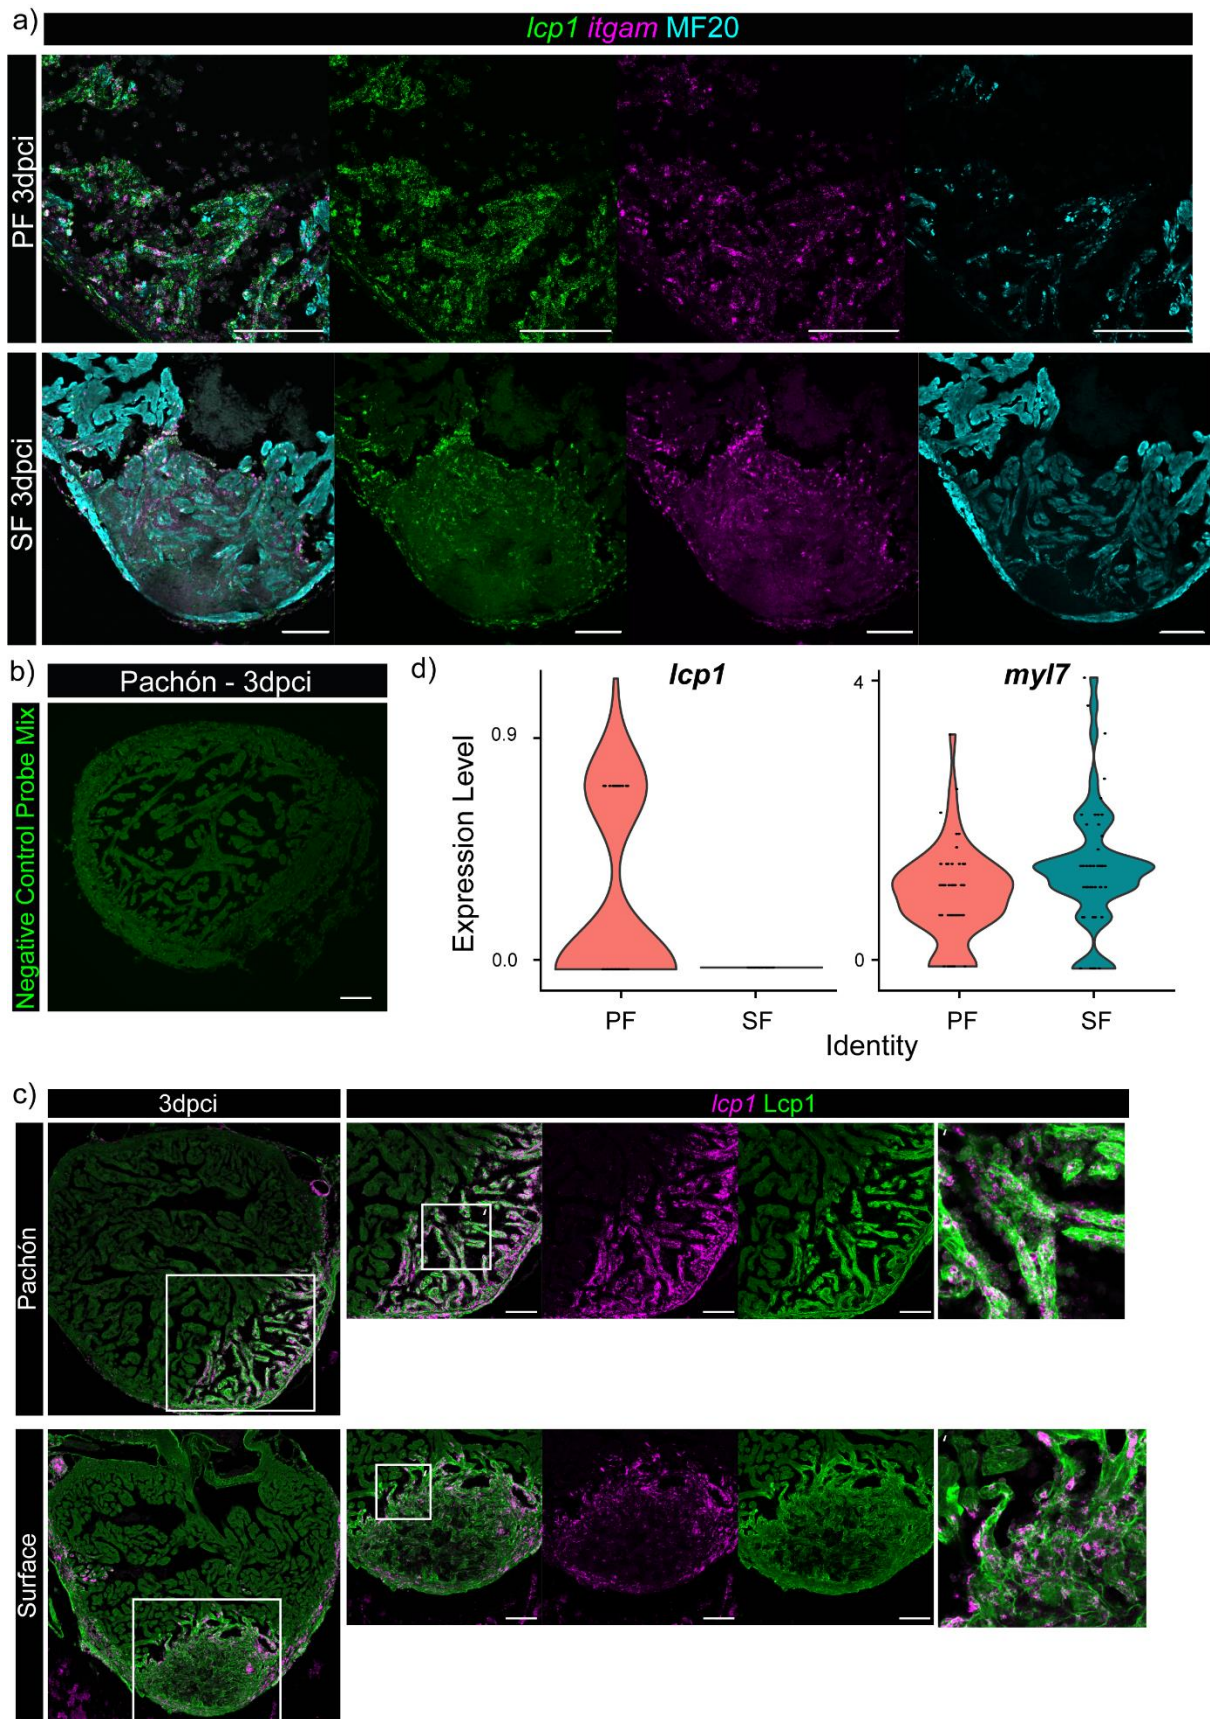 a)
lcp1 itgam MF20
PF 3dpci
SF 3dpci
b)
Pachón - 3dpci
Negative Control Probe Mix
d)
lcp1
myl7
Expression Level
0.9
0.0
4
0
PF
SF
PF
SF
Identity
c)
3dpci
lcp1 Lcp1
Pachón
'
'
Surface
'
'